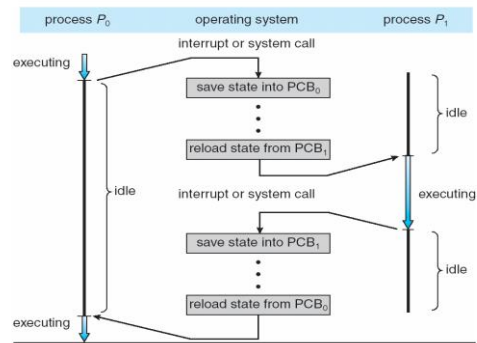 process P0 operating system process P1
interrupt or system call
executing
save state into PCB0
idle
reload state from PCB1
idle
interrupt or system call
executing
save state into PCB1
idle
reload state from PCB0
executing